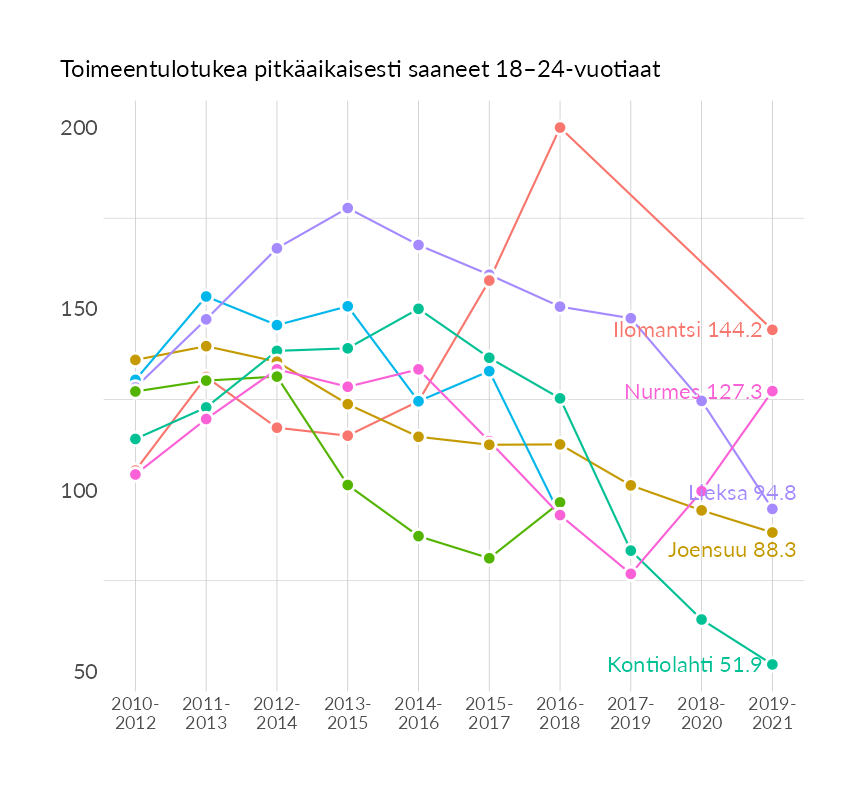 Toimeentulotukea pitkäaikaisesti saaneet 18–24-vuotiaat
200
150
100
50
Ilomantsi 144.2
Nurmes 127.3
Lieksa 94.8
Joensuu 88.3
Kontiolahti 51.9
2010- 2011- 2012- 2013- 2014- 2015- 2016- 2017- 2018- 2019-
2012 2013 2014 2015 2016 2017 2018 2019 2020 2021